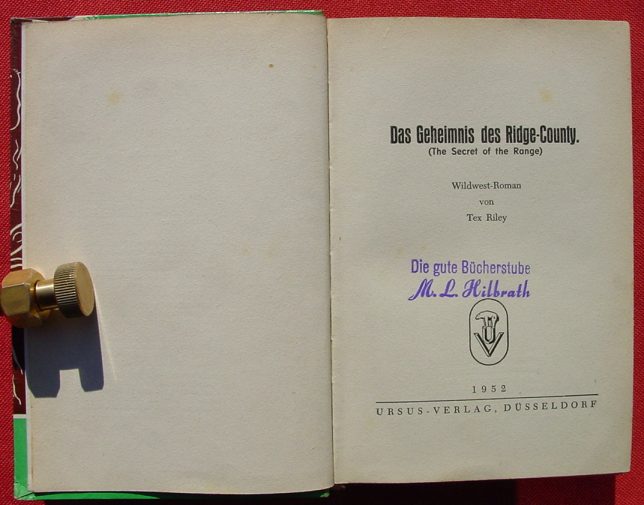 Das Geheimnis des Ridge-County.
(The Secret of the Range)
Wildwest-Roman
von
Tex Riley
Die gute Bücherstube
M. L. Hilbrath
UV
1952
URSUS-VERLAG, DÜSSELDORF